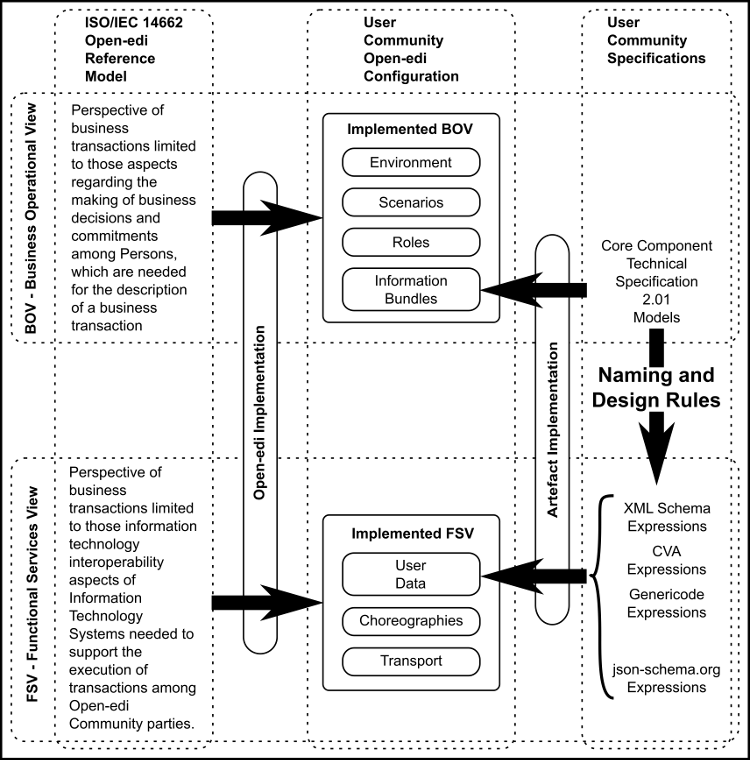 ISO/IEC 14662
Open-edi
Reference
Model
User
Community
Open-edi
Configuration
User
Community
Specifications
BOV - Business Operational View
Perspective of
business
transactions limited
to those aspects
regarding the
making of business
decisions and
commitments
among Persons,
which are needed
for the description
of a business
transaction
Open-edi Implementation
Implemented BOV
Environment
Scenarios
Roles
Information
Bundles
Artefact Implementation
Core Component
Technical
Specification
2.01
Models
Naming and
Design Rules
FSV - Functional Services View
Perspective of
business
transactions limited
to those information
technology
interoperability
aspects of
Information
Technology
Systems needed to
support the
execution of
transactions among
Open-edi
Community parties.
Implemented FSV
User
Data
Choreographies
Transport
XML Schema
Expressions
CVA
Expressions
Genericode
Expressions
json-schema.org
Expressions